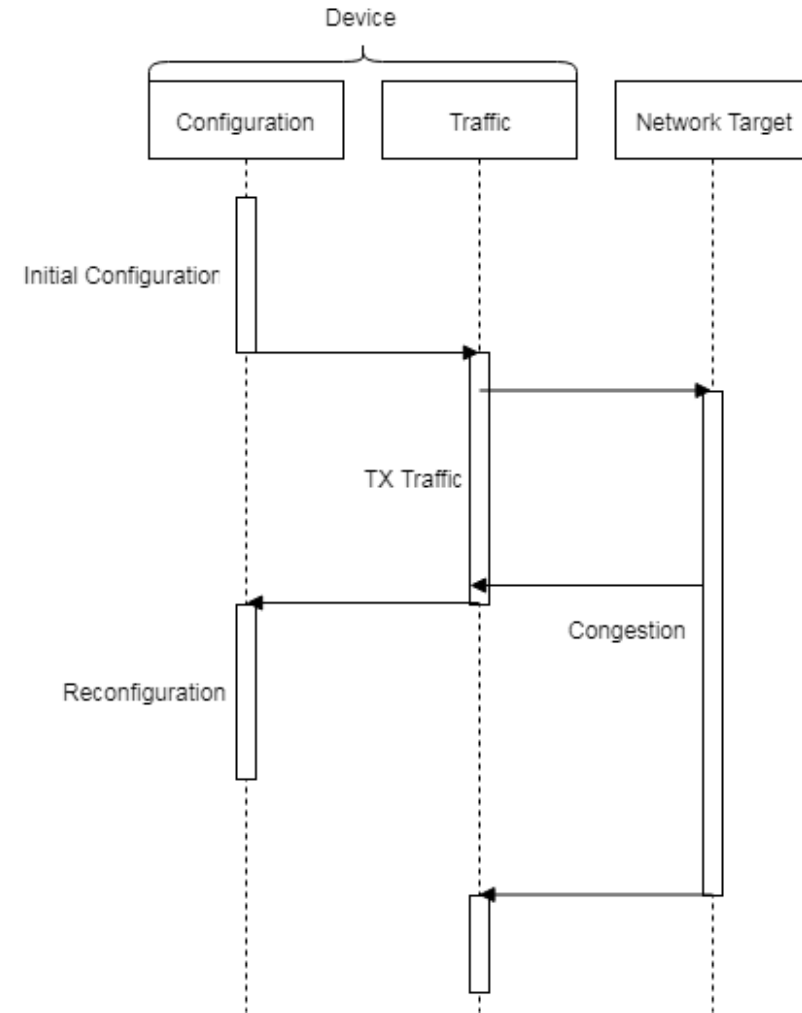 Device
Configuration
Traffic
Network Target
Initial Configuration
TX Traffic
Congestion
Reconfiguration